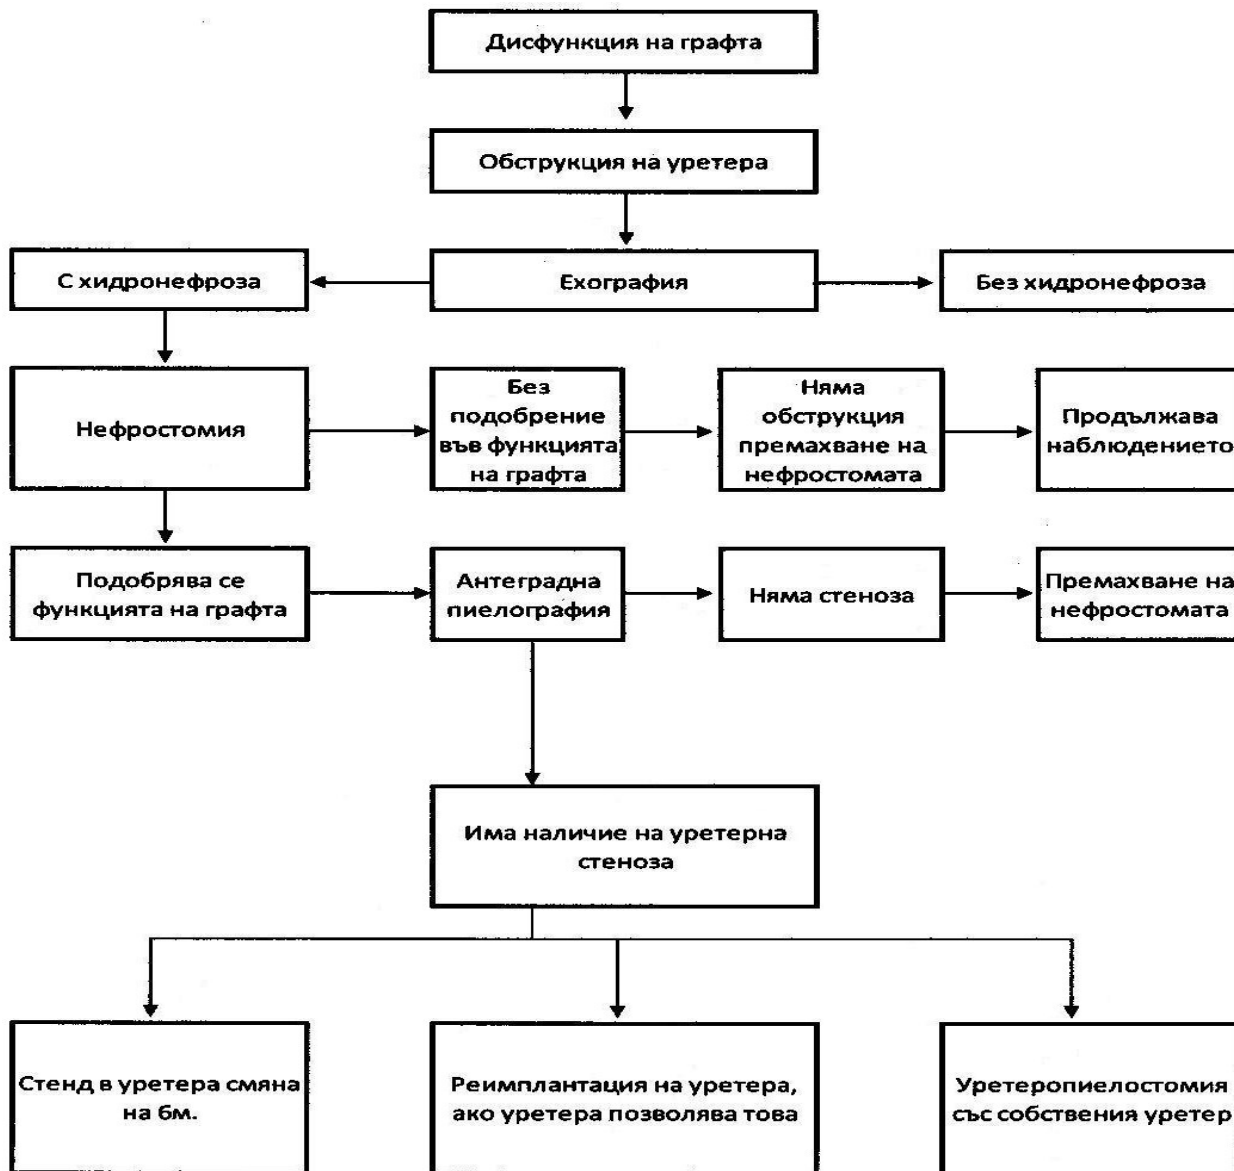 Дисфункция на графта
Обструкция на уретера
С хидронефроза
Ехография
Без хидронефроза
Нефростомия
Без
подобрение
във функцията
на графта
Няма
обструкция
премахване на
нефростомата
Продължава
наблюдението
Подобрява се
функцията на графта
Антеградна
пиелография
Няма стеноза
Премахване на
нефростомата
Има наличие на уретерна
стеноза
Стенд в уретера смяна
на 6м.
Реимплантация на уретера,
ако уретера позволява това
Уретеропиелостомия
със собствения уретер